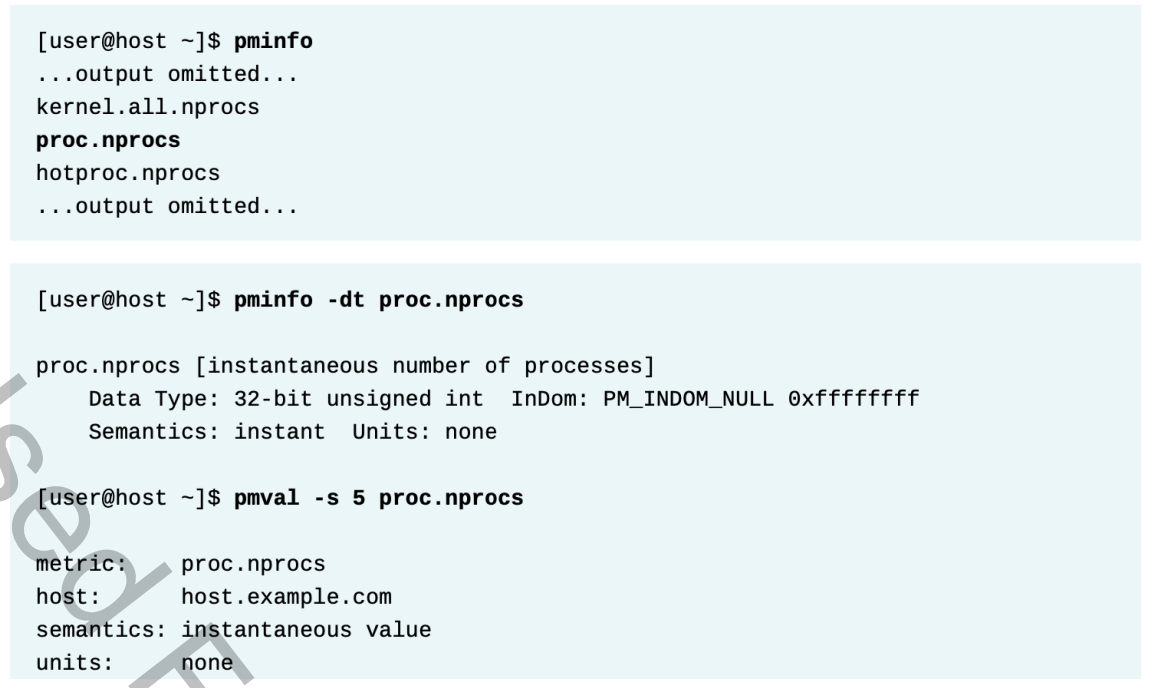 [user@host ~]$ pminfo
...output omitted...
kernel.all.nprocs
proc.nprocs
hotproc.nprocs
...output omitted...
[user@host ~]$ pminfo -dt proc.nprocs
proc.nprocs [instantaneous number of processes]
    Data Type: 32-bit unsigned int  InDom: PM_INDOM_NULL 0xffffffff
    Semantics: instant  Units: none
[user@host ~]$ pmval -s 5 proc.nprocs
metric:    proc.nprocs
host:      host.example.com
semantics: instantaneous value
units:     none